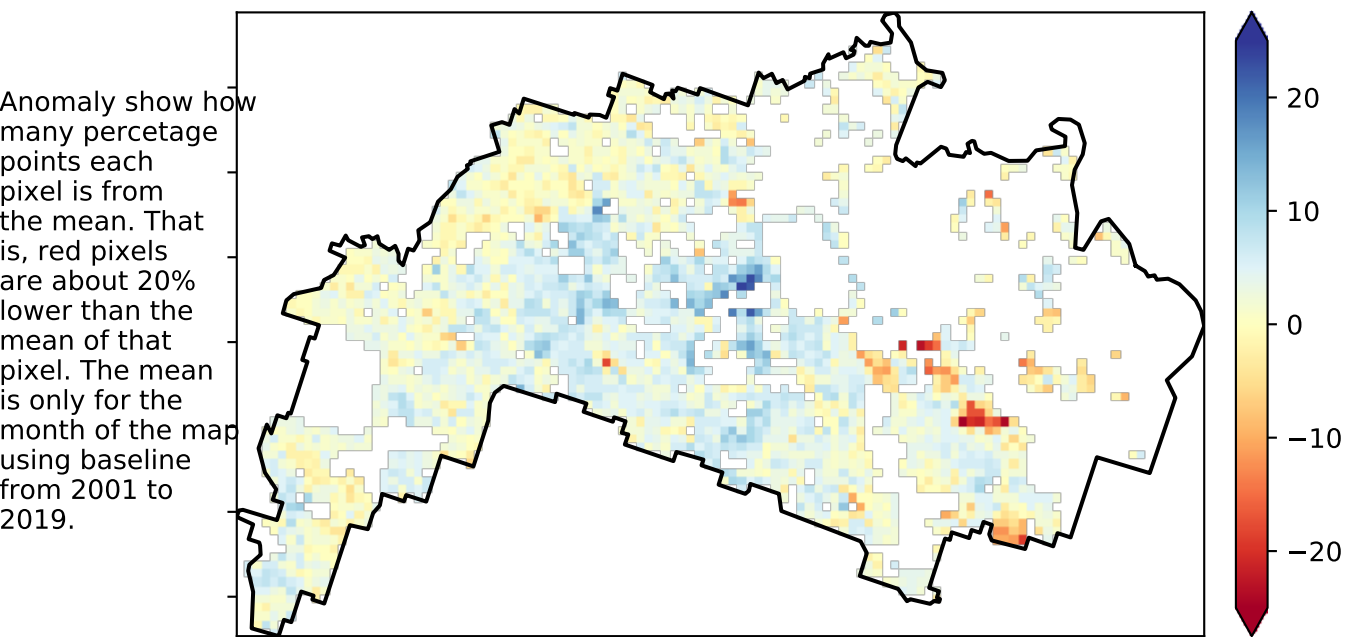 Anomaly show how
many percetage
points each
pixel is from
the mean. That
is, red pixels
are about 20%
lower than the
mean of that
pixel. The mean
is only for the
month of the map
using baseline
from 2001 to
2019.
20
10
0
−10
−20